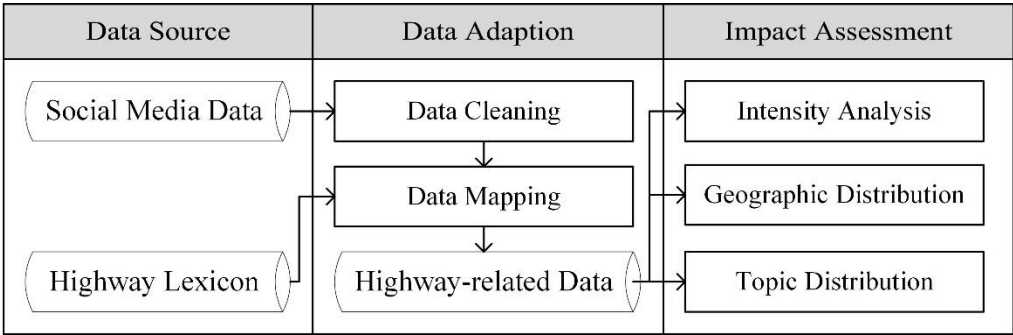 Data Source
Data Adaption
Impact Assessment
Social Media Data
Data Cleaning
Intensity Analysis
Data Mapping
Geographic Distribution
Highway Lexicon
Highway-related Data
Topic Distribution